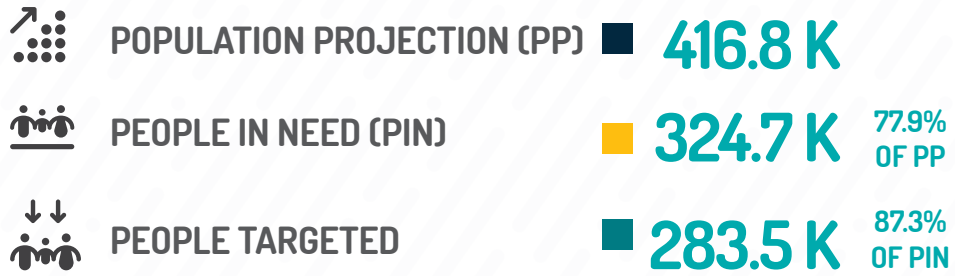 POPULATION PROJECTION (PP) 416.8 K
PEOPLE IN NEED (PIN) 324.7 K 77.9% OF PP
PEOPLE TARGETED 283.5 K 87.3% OF PIN